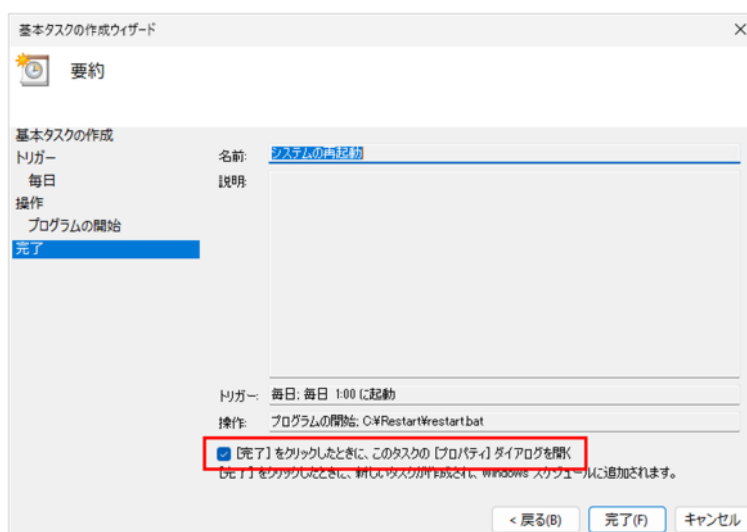 基本タスクの作成ウィザード
要約
基本タスクの作成
トリガー
毎日
操作
プログラムの開始
完了
名前: システムの再起動
説明:
トリガー: 毎日; 毎日 1:00 に起動
操作: プログラムの開始; C:¥Restart¥restart.bat
[完了] をクリックしたときに、このタスクの [プロパティ] ダイアログを開く
[完了] をクリックしたときに、新しいタスクが作成され、Windows スケジュールに追加されます。
< 戻る(B) 完了(F) キャンセル